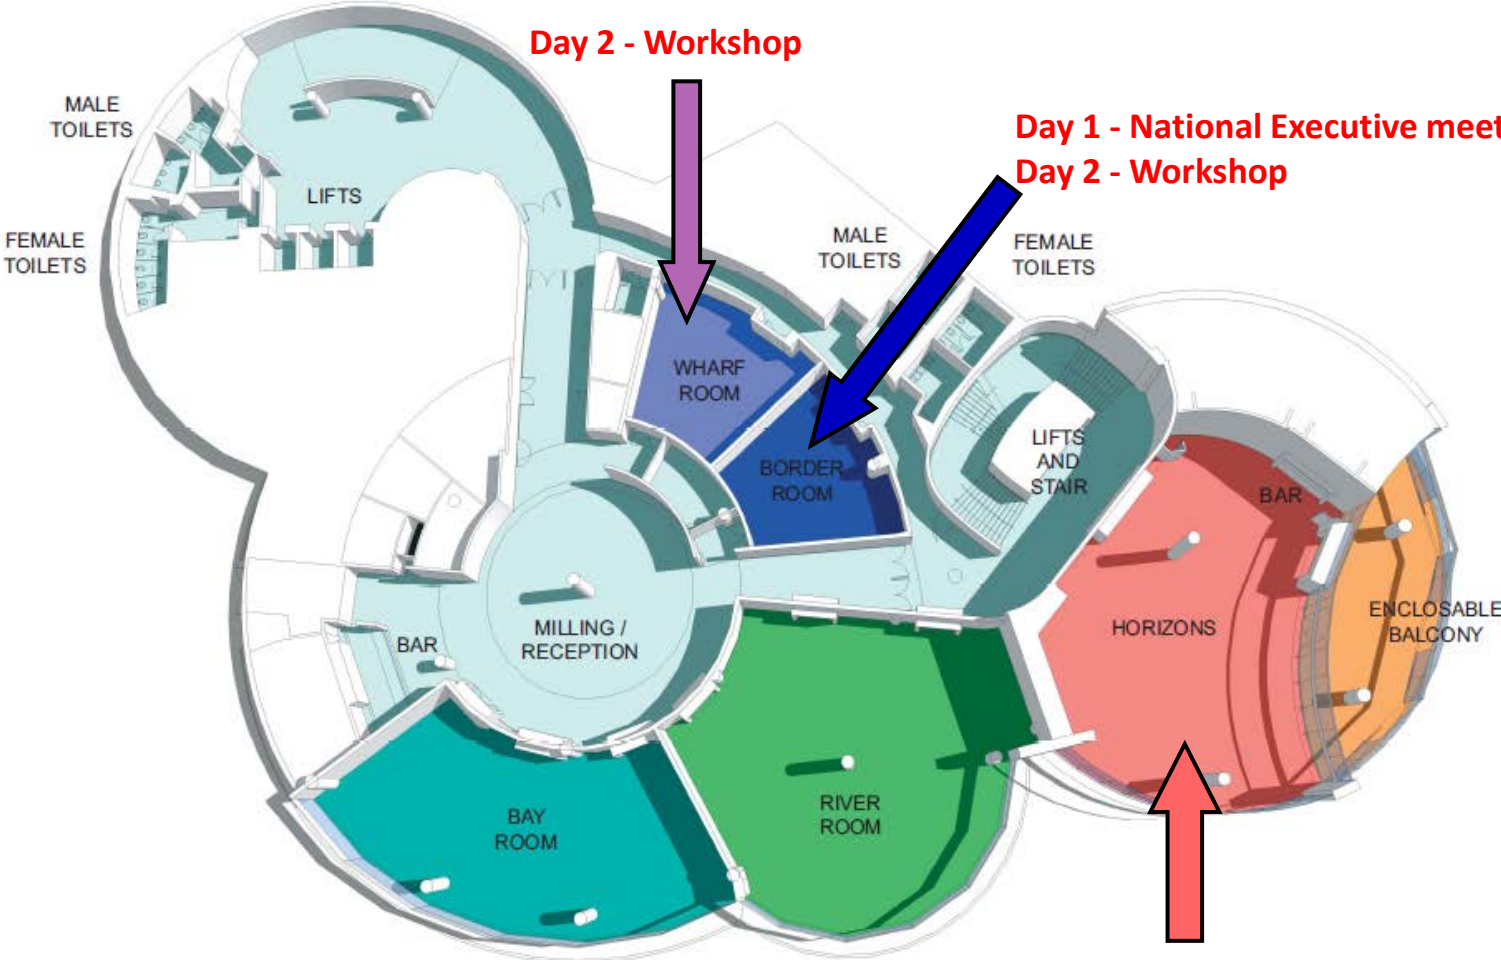 Day 2 - Workshop
MALE
TOILETS
Day 1 - National Executive meet
Day 2 - Workshop
LIFTS
FEMALE
TOILETS
MALE
TOILETS
FEMALE
TOILETS
WHARF
ROOM
BORDER
ROOM
LIFTS
AND
STAIR
BAR
ENCLOSABLE
BALCONY
HORIZONS
MILLING /
RECEPTION
BAR
BAY
ROOM
RIVER
ROOM